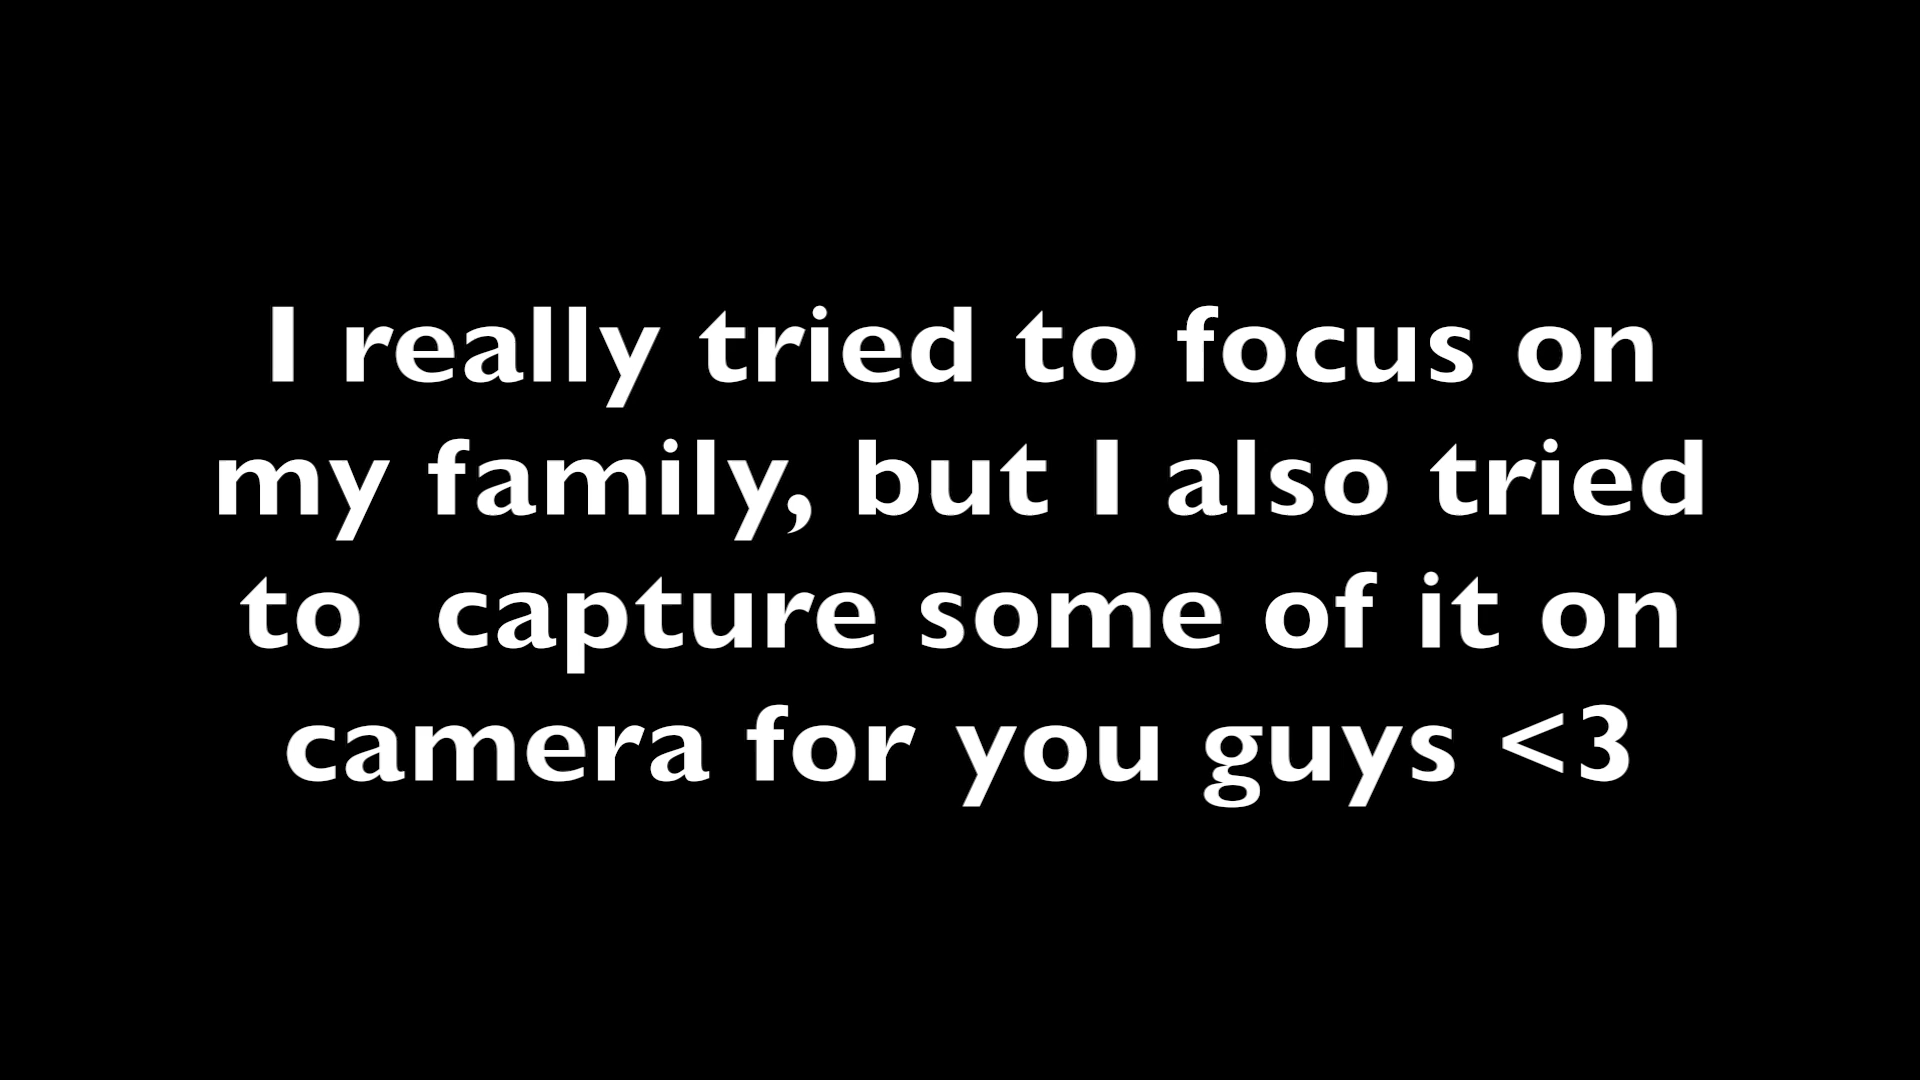 I really tried to focus on
my family, but I also tried
to  capture some of it on
camera for you guys <3